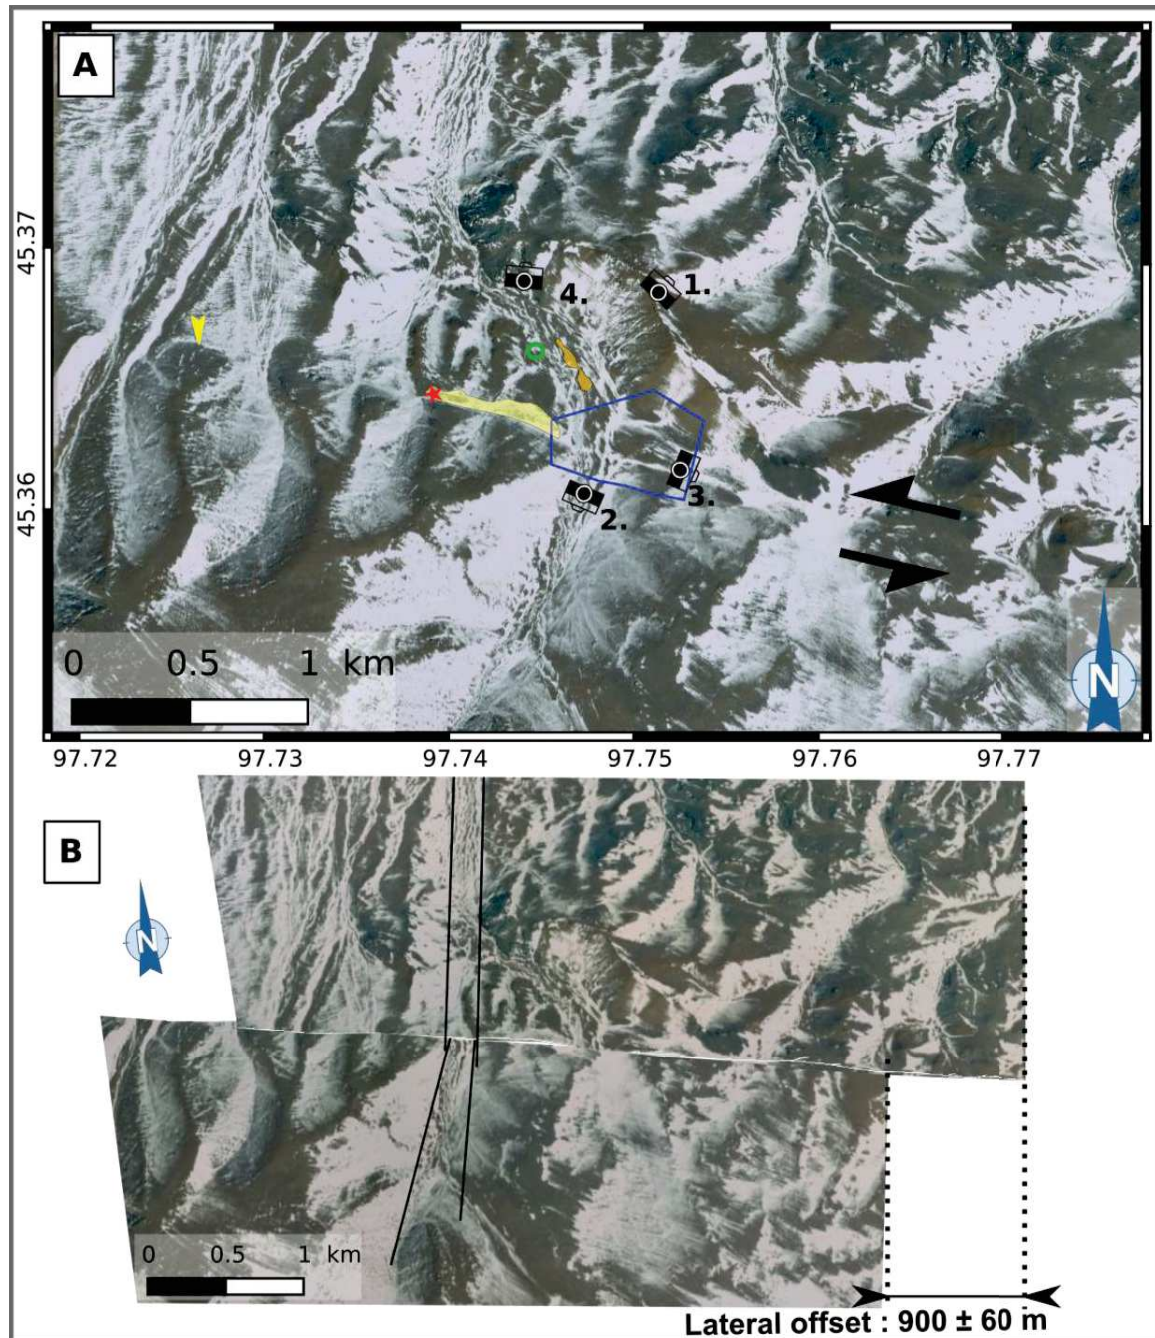 A
45.37
45.36
1.
4.
3.
2.
N
0 0.5 1 km
97.72 97.73 97.74 97.75 97.76 97.77
B
N
0 0.5 1 km
Lateral offset : 900 ± 60 m